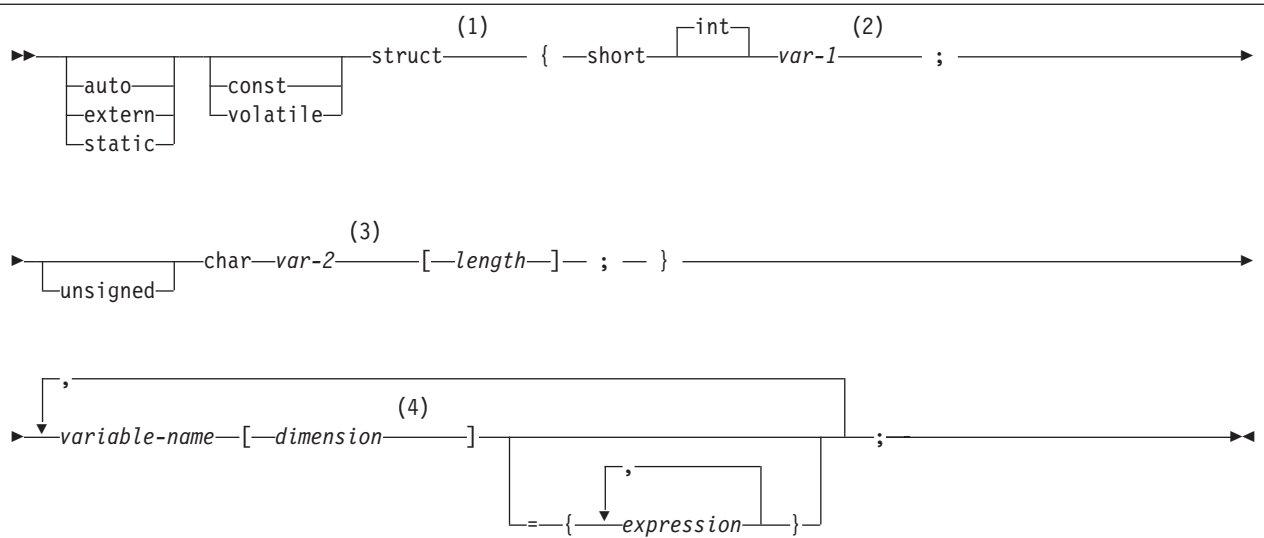 int
(1) (2)
struct { short var-1 ;
auto const
extern volatile
static
(3)
char var-2 [ length ] ; }
unsigned
,
(4)
variable-name [ dimension ] ;
,
= { expression }